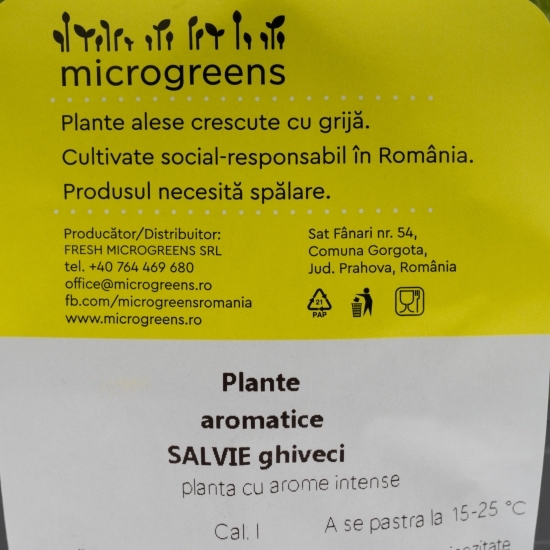 microgreens
Plante alese crescute cu grijă.
Cultivate social-responsabil în România.
Produsul necesită spălare.
Producător/Distribuitor:
FRESH MICROGREENS SRL
tel. +40 764 469 680
office@microgreens.ro
fb.com/microgreensromania
www.microgreens.ro
Sat Fânari nr. 54,
Comuna Gorgota,
Jud. Prahova, România
21
PAP
Plante
aromatice
SALVIE ghiveci
planta cu arome intense
Cal. I
A se pastra la 15-25 °C